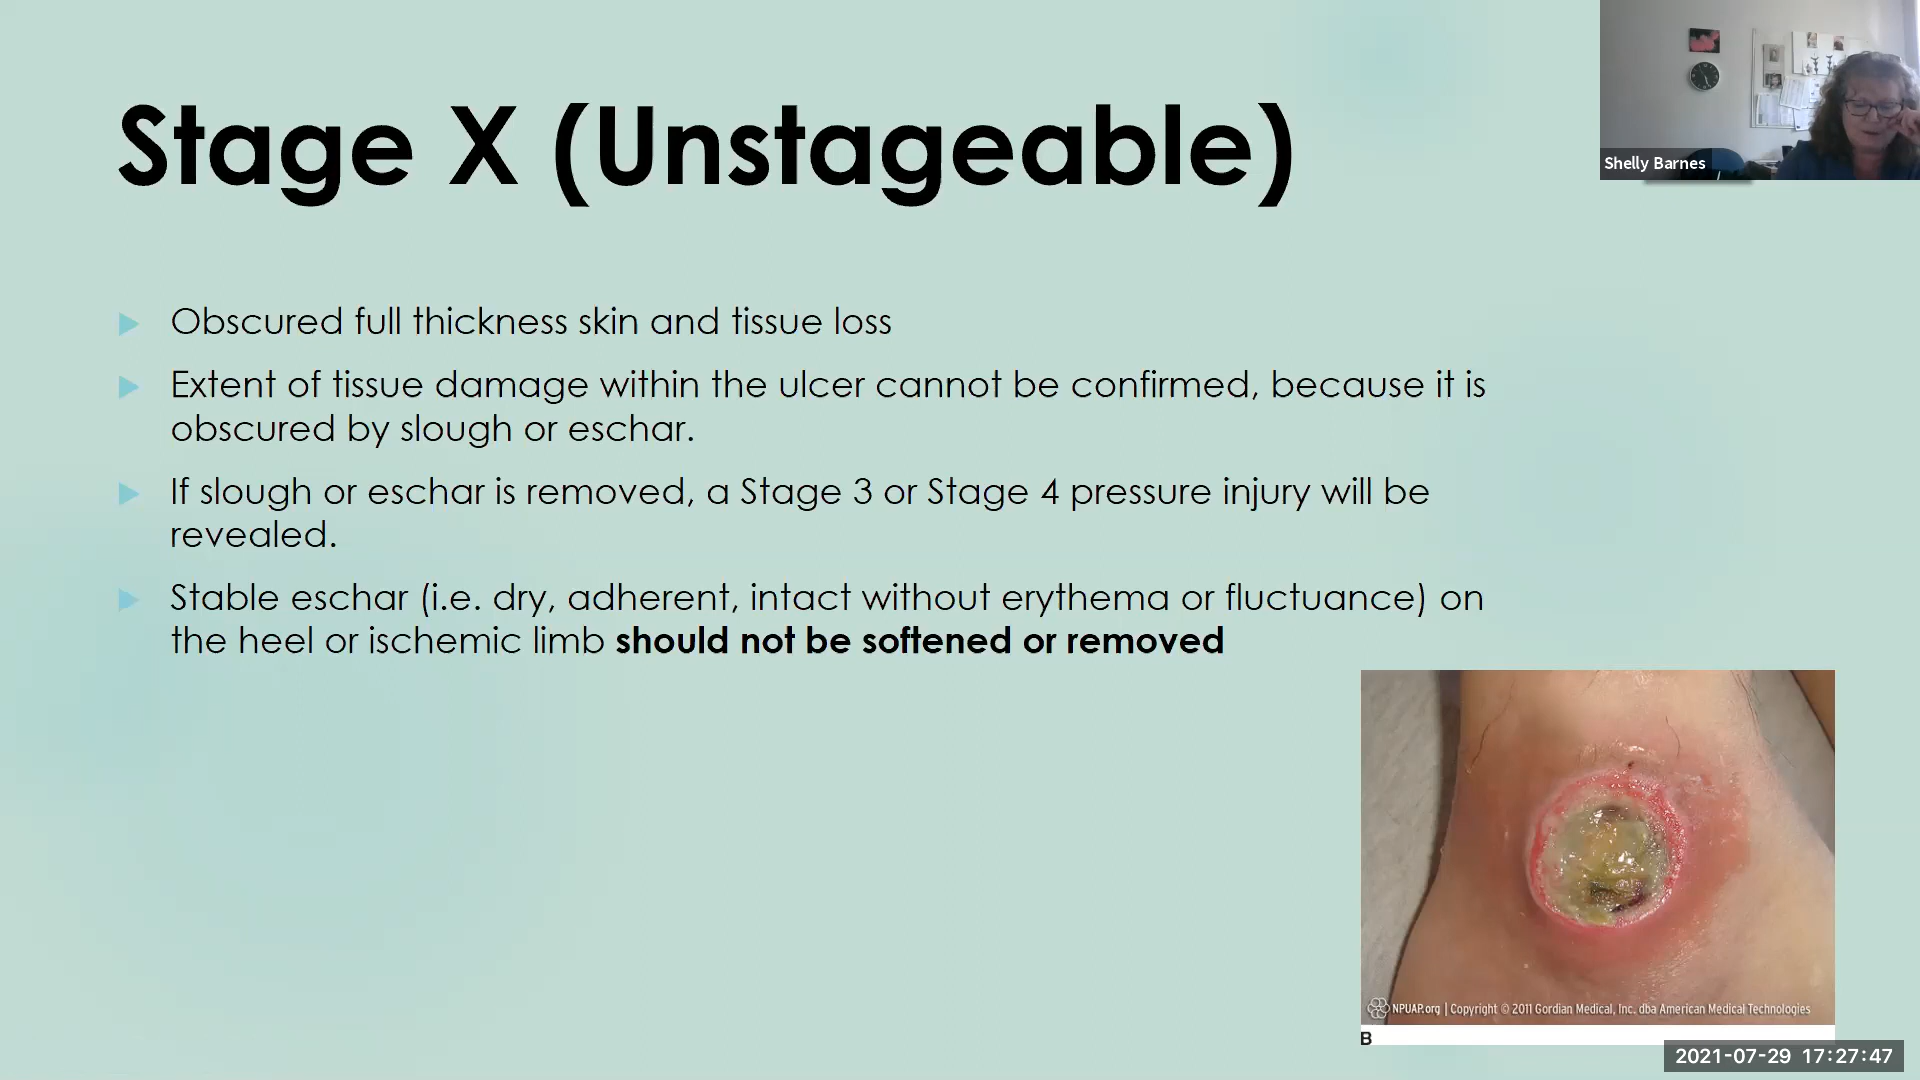 Stage X (Unstageable)
Shelly Barnes
Obscured full thickness skin and tissue loss
Extent of tissue damage within the ulcer cannot be confirmed, because it is
obscured by slough or eschar.
If slough or eschar is removed, a Stage 3 or Stage 4 pressure injury will be
revealed.
Stable eschar (i.e. dry, adherent, intact without erythema or fluctuance) on
the heel or ischemic limb should not be softened or removed
NPUAP.org | Copyright © 2011 Gordian Medical, Inc. dba American Medical Technologies
B
2021-07-29 17:27:47